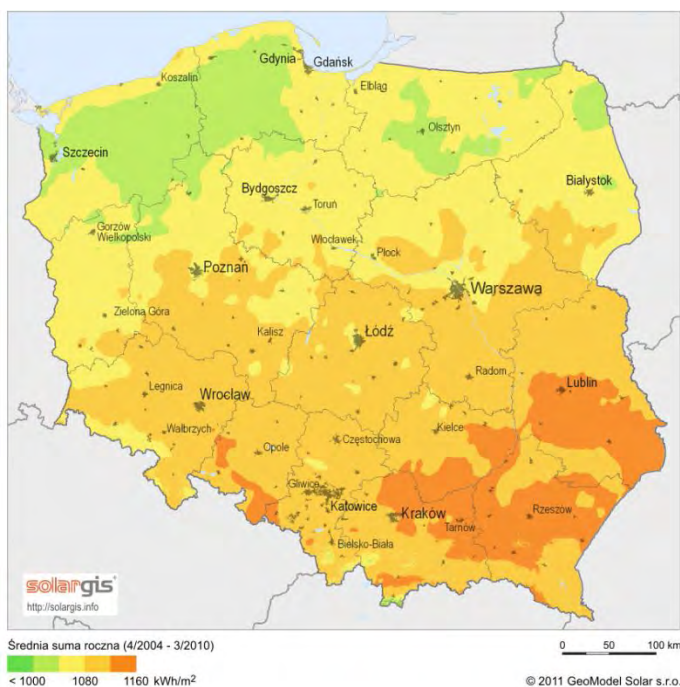 Gdynia
Gdańsk
Koszalin
Elbląg
Olsztyn
Szczecin
Bydgoszcz
Białystok
Toruń
Gorzów
Wielkopolski
Włocławek
Płock
Poznań
Warszawa
Zielona Góra
Kalisz
Łódź
Radom
Legnica
Wrocław
Lublin
Wałbrzych
Opole
Częstochowa
Kielce
Gliwice
Katowice
Kraków
Tarnów
Rzeszów
Bielsko-Biała
solargis®
http://solargis.info
Średnia suma roczna (4/2004 - 3/2010)
0 50 100 km
< 1000 1080 1160 kWh/m2
© 2011 GeoModel Solar s.r.o.